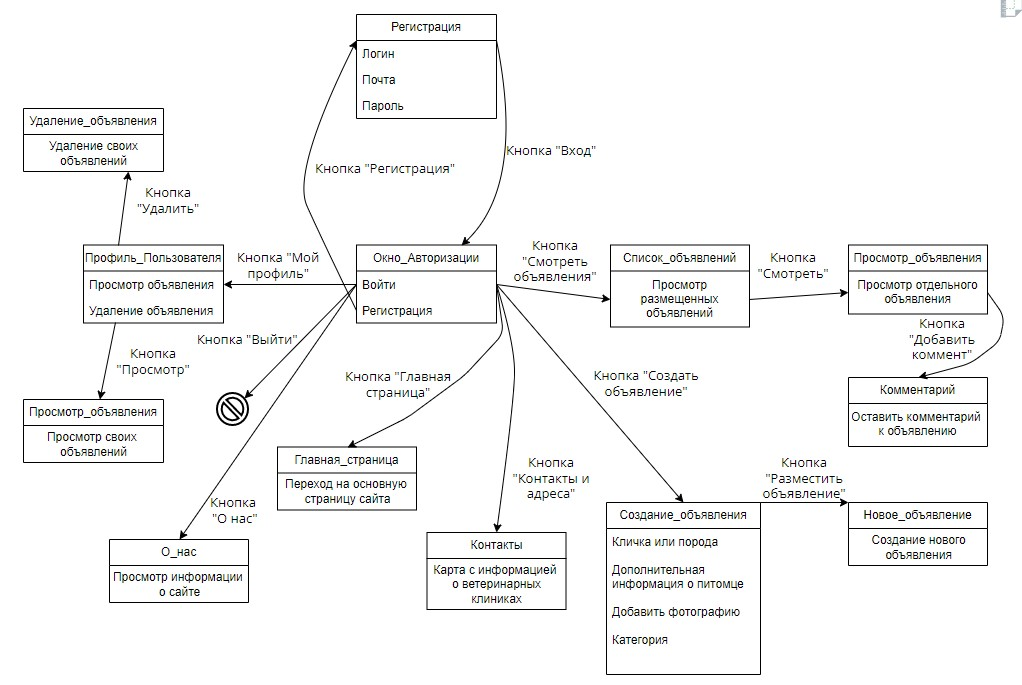 Регистрация
Логин
Почта
Пароль
Кнопка "Вход"
Кнопка "Регистрация"
Удаление_объявления
Удаление своих
объявлений
Кнопка
"Удалить"
Профиль_Пользователя
Просмотр объявления
Удаление объявления
Кнопка "Мой
профиль"
Окно_Авторизации
Войти
Регистрация
Кнопка
"Смотреть
объявления"
Список_объявлений
Просмотр
размещенных
объявлений
Кнопка
"Смотреть"
Просмотр_объявления
Просмотр отдельного
объявления
Кнопка
"Добавить
коммент"
Комментарий
Оставить комментарий
к объявлению
Кнопка "Выйти"
Кнопка
"Просмотр"
Просмотр_объявления
Просмотр своих
объявлений
Кнопка "Главная
страница"
Главная_страница
Переход на основную
страницу сайта
Кнопка "Создать
объявление"
Кнопка
"Контакты и
адреса"
Кнопка
"О нас"
О_нас
Просмотр информации
о сайте
Контакты
Карта с информацией
о ветеринарных
клиниках
Создание_объявления
Кличка или порода
Дополнительная
информация о питомце
Добавить фотографию
Категория
Кнопка
"Разместить
объявление"
Новое_объявление
Создание нового
объявления